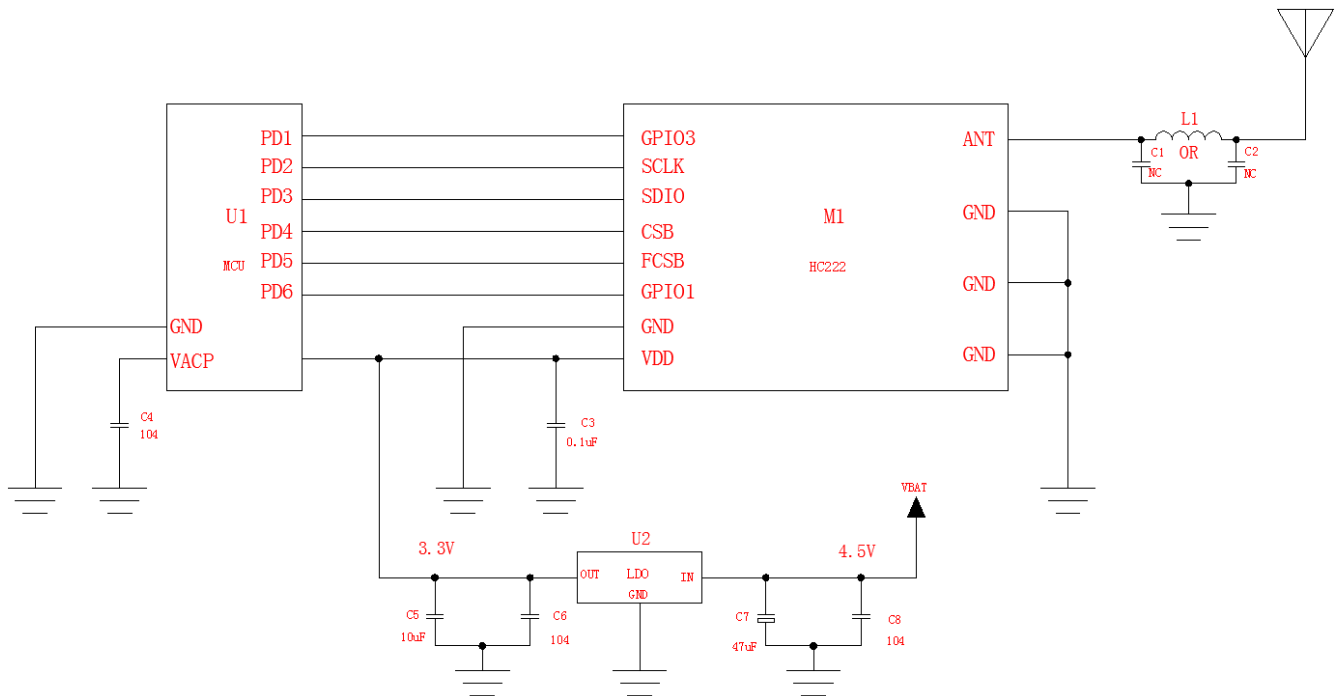 PD1
PD2
PD3
U1
PD4
MCU
PD5
PD6
GND
VACP
C4
104
GPIO3
SCLK
SDIO
CSB
FCSB
GPIO1
GND
VDD
M1
HC222
ANT
GND
GND
GND
L1
C1
OR
C2
NC
NC
C3
0.1uF
VBAT
3.3V
U2
4.5V
OUT
LDO
IN
GND
C5
10uF
C6
104
C7
47uF
C8
104